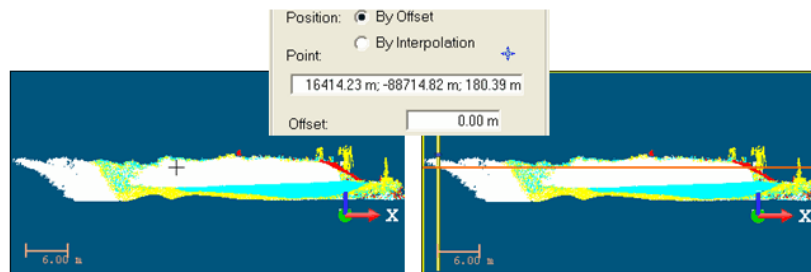 Position: By Offset
By Interpolation
Point:
16414.23 m; -88714.82 m; 180.39 m
Offset: 0.00 m
X
X
6.00 m
6.00 m